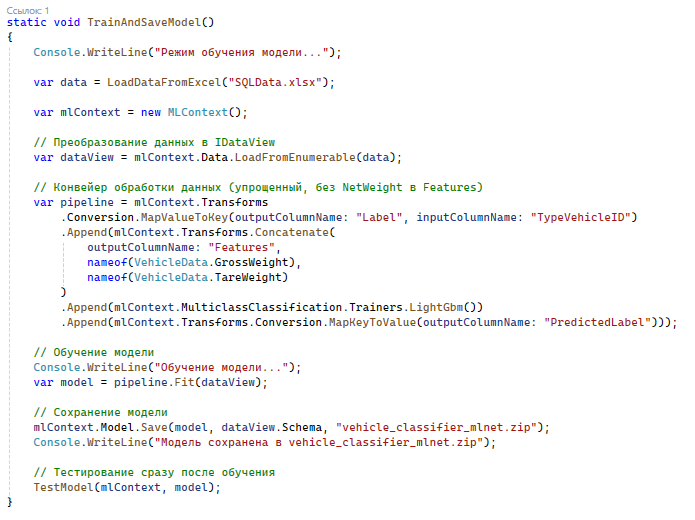 Ссылок: 1
static void TrainAndSaveModel()
{
    Console.WriteLine("Режим обучения модели...");

    var data = LoadDataFromExcel("SQLData.xlsx");

    var mlContext = new MLContext();

    // Преобразование данных в IDataView
    var dataView = mlContext.Data.LoadFromEnumerable(data);

    // Конвейер обработки данных (упрощенный, без NetWeight в Features)
    var pipeline = mlContext.Transforms
        .Conversion.MapValueToKey(outputColumnName: "Label", inputColumnName: "TypeVehicleID")
        .Append(mlContext.Transforms.Concatenate(
            outputColumnName: "Features",
            nameof(VehicleData.GrossWeight),
            nameof(VehicleData.TareWeight)
        )
        .Append(mlContext.MulticlassClassification.Trainers.LightGbm())
        .Append(mlContext.Transforms.Conversion.MapKeyToValue(outputColumnName: "PredictedLabel")));

    // Обучение модели
    Console.WriteLine("Обучение модели...");
    var model = pipeline.Fit(dataView);

    // Сохранение модели
    mlContext.Model.Save(model, dataView.Schema, "vehicle_classifier_mlnet.zip");
    Console.WriteLine("Модель сохранена в vehicle_classifier_mlnet.zip");

    // Тестирование сразу после обучения
    TestModel(mlContext, model);
}